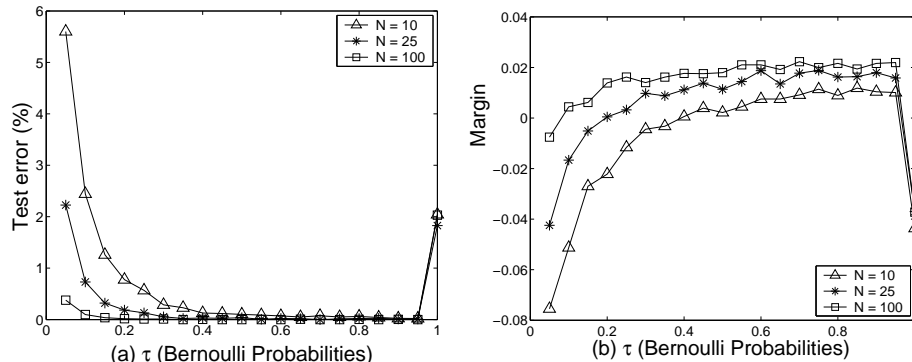 6
5
4
3
2
1
0
0
0.2
0.4
0.6
0.8
1
Test error (%)
(a) τ (Bernoulli Probabilities)
N = 10
N = 25
N = 100
0.04
0.02
0
−0.02
−0.04
−0.06
−0.08
0
0.2
0.4
0.6
0.8
Margin
(b) τ (Bernoulli Probabilities)
N = 10
N = 25
N = 100